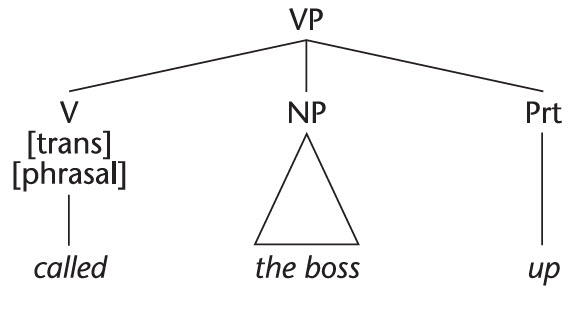 VP
V NP Prt
[trans]
[phrasal]
called the boss up